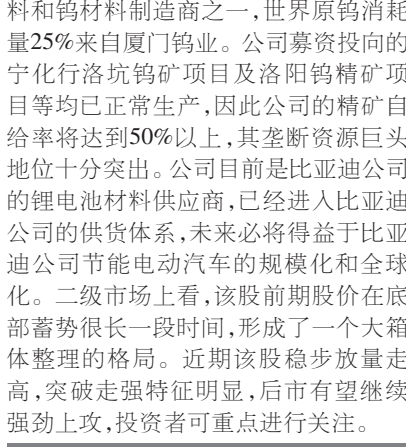 料和钨材料制造商之一,世界原钨消耗
量25%来自厦门钨业。公司募资投向的
宁化行洛坑钨矿项目及洛阳钨精矿项
目等均已正常生产,因此公司的精矿自
给率将达到50%以上,其垄断资源巨头
地位十分突出。公司目前是比亚迪公司
的锂电池材料供应商,已经进入比亚迪
公司的供货体系,未来必将得益于比亚
迪公司节能电动汽车的规模化和全球
化。二级市场上看,该股前期股价在底
部蓄势很长一段时间,形成了一个大箱
体整理的格局。近期该股稳步放量走
高,突破走强特征明显,后市有望继续
强劲上攻,投资者可重点进行关注。